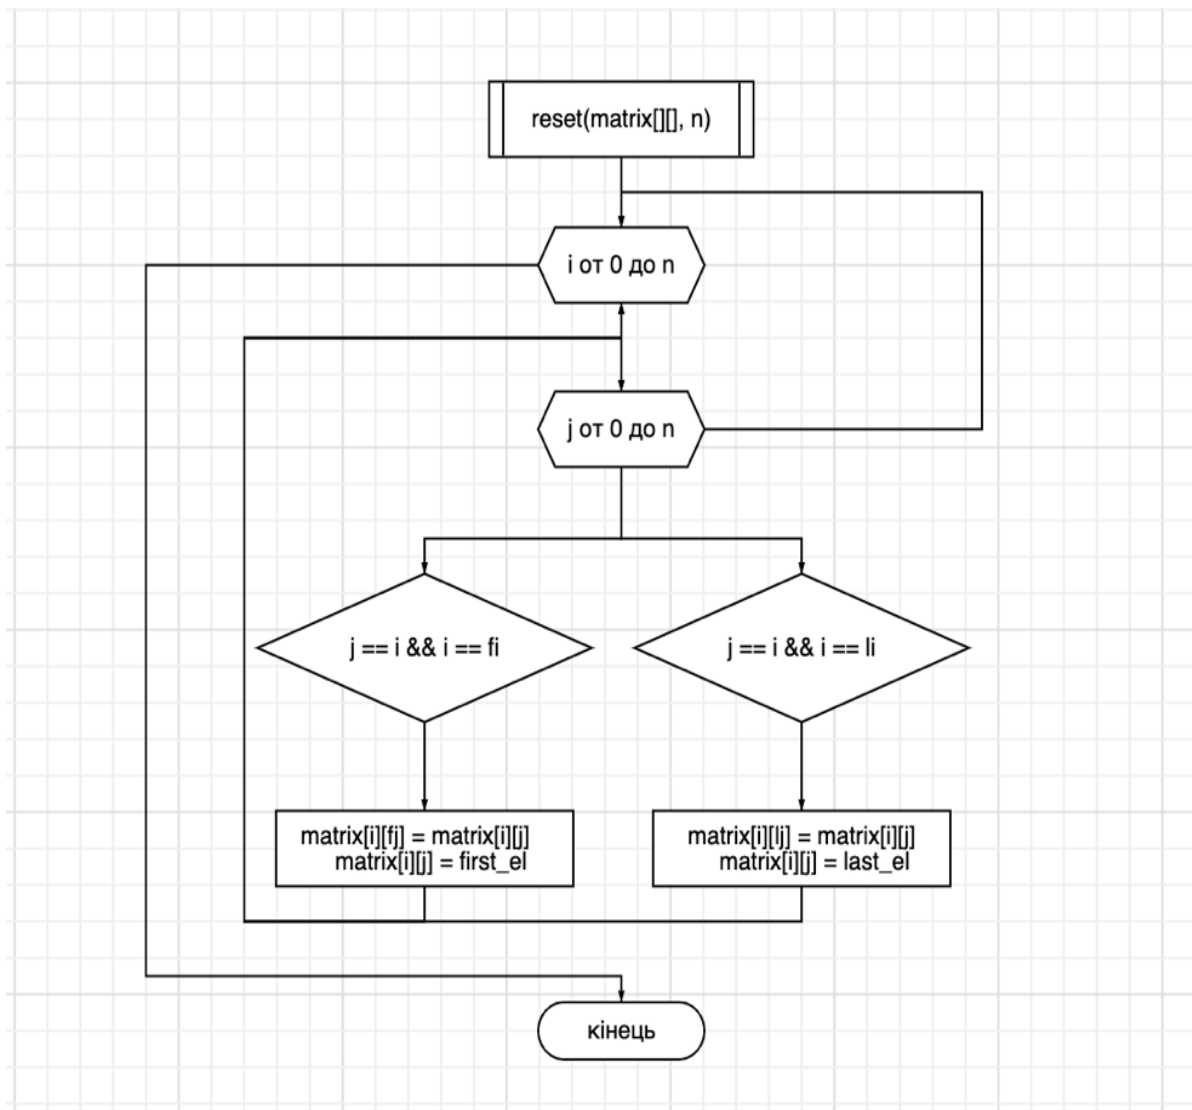 reset(matrix[][], n)
i от 0 до n
j от 0 до n
j == i && i == fi
j == i && i == li
matrix[i][fj] = matrix[i][j]
matrix[i][j] = first_el
matrix[i][lj] = matrix[i][j]
matrix[i][j] = last_el
кінець